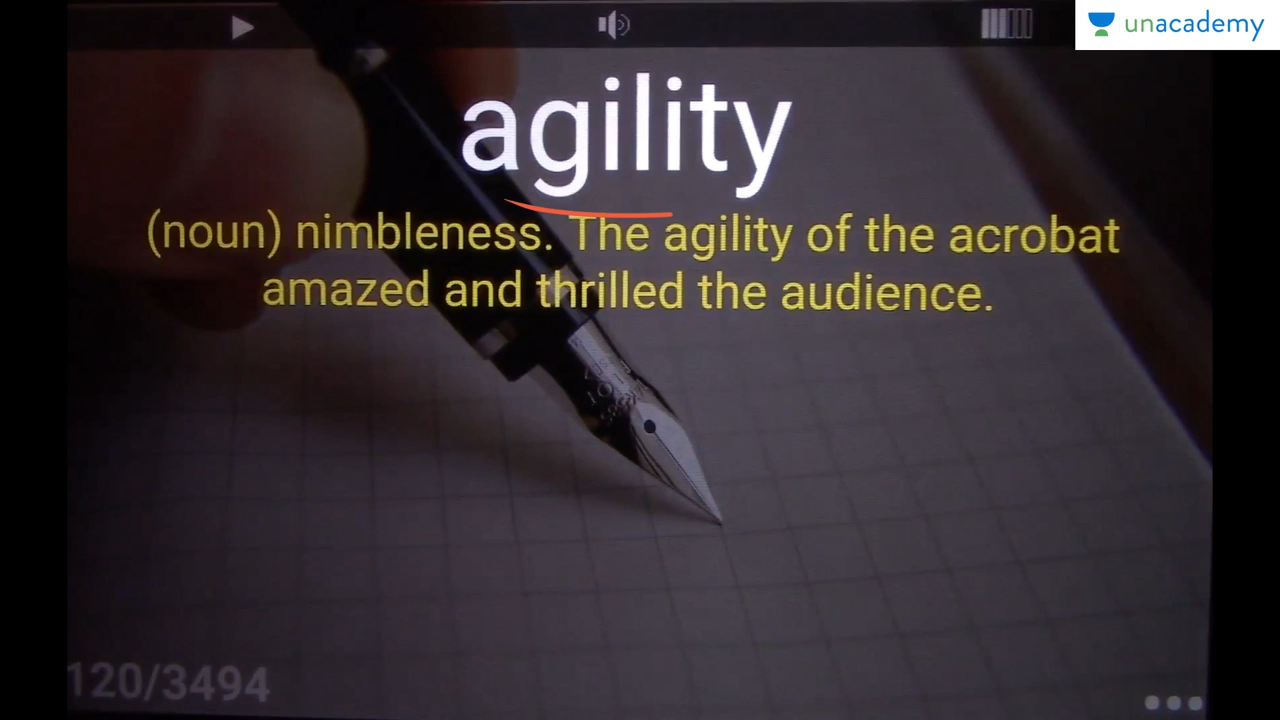 unacademy
agility
(noun) nimbleness. The agility of the acrobat
amazed and thrilled the audience.
120/3494